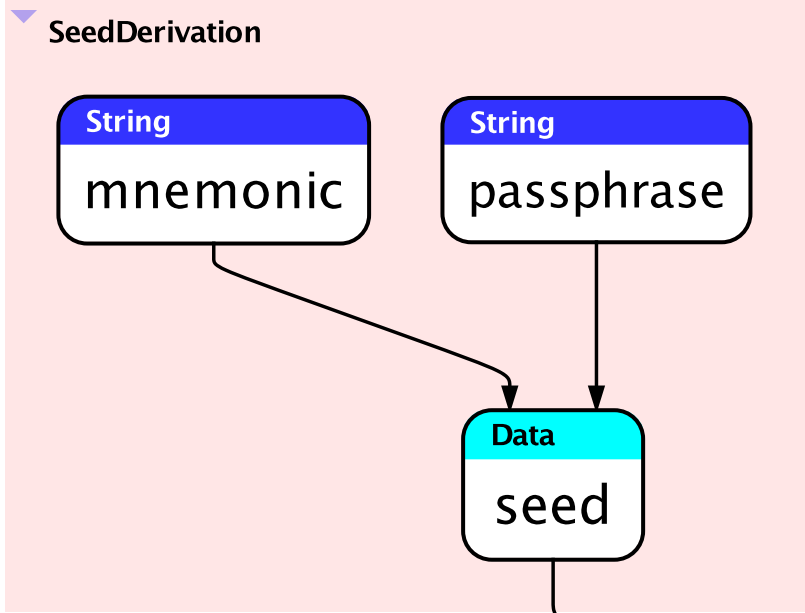 SeedDerivation
String
mnemonic
String
passphrase
Data
seed